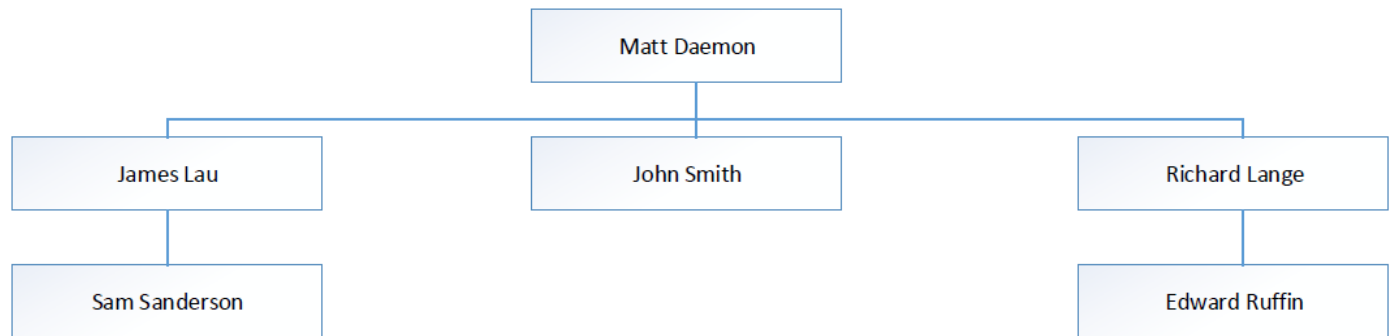 Matt Daemon
James Lau
John Smith
Richard Lange
Sam Sanderson
Edward Ruffin